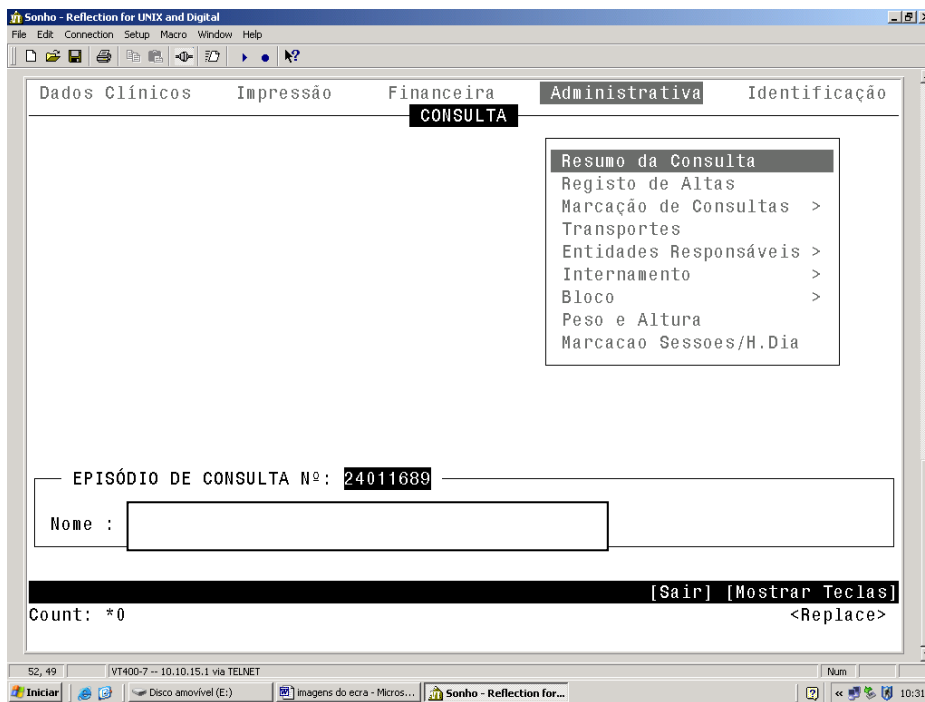 Sonho - Reflection for UNIX and Digital
File Edit Connection Setup Macro Window Help
Dados Clínicos Impressão Financeira Administrativa Identificação
CONSULTA
Resumo da Consulta
Registo de Altas
Marcação de Consultas >
Transportes
Entidades Responsáveis >
Internamento >
Bloco >
Peso e Altura
Marcacao Sessoes/H.Dia
EPISÓDIO DE CONSULTA Nº: 24011689
Nome :
[Sair] [Mostrar Teclas]
Count: *0 <Replace>
52, 49 VT400-7 -- 10.10.15.1 via TELNET Num
Iniciar Disco amovível (E:) imagens do ecra - Micros... Sonho - Reflection for... 10:31